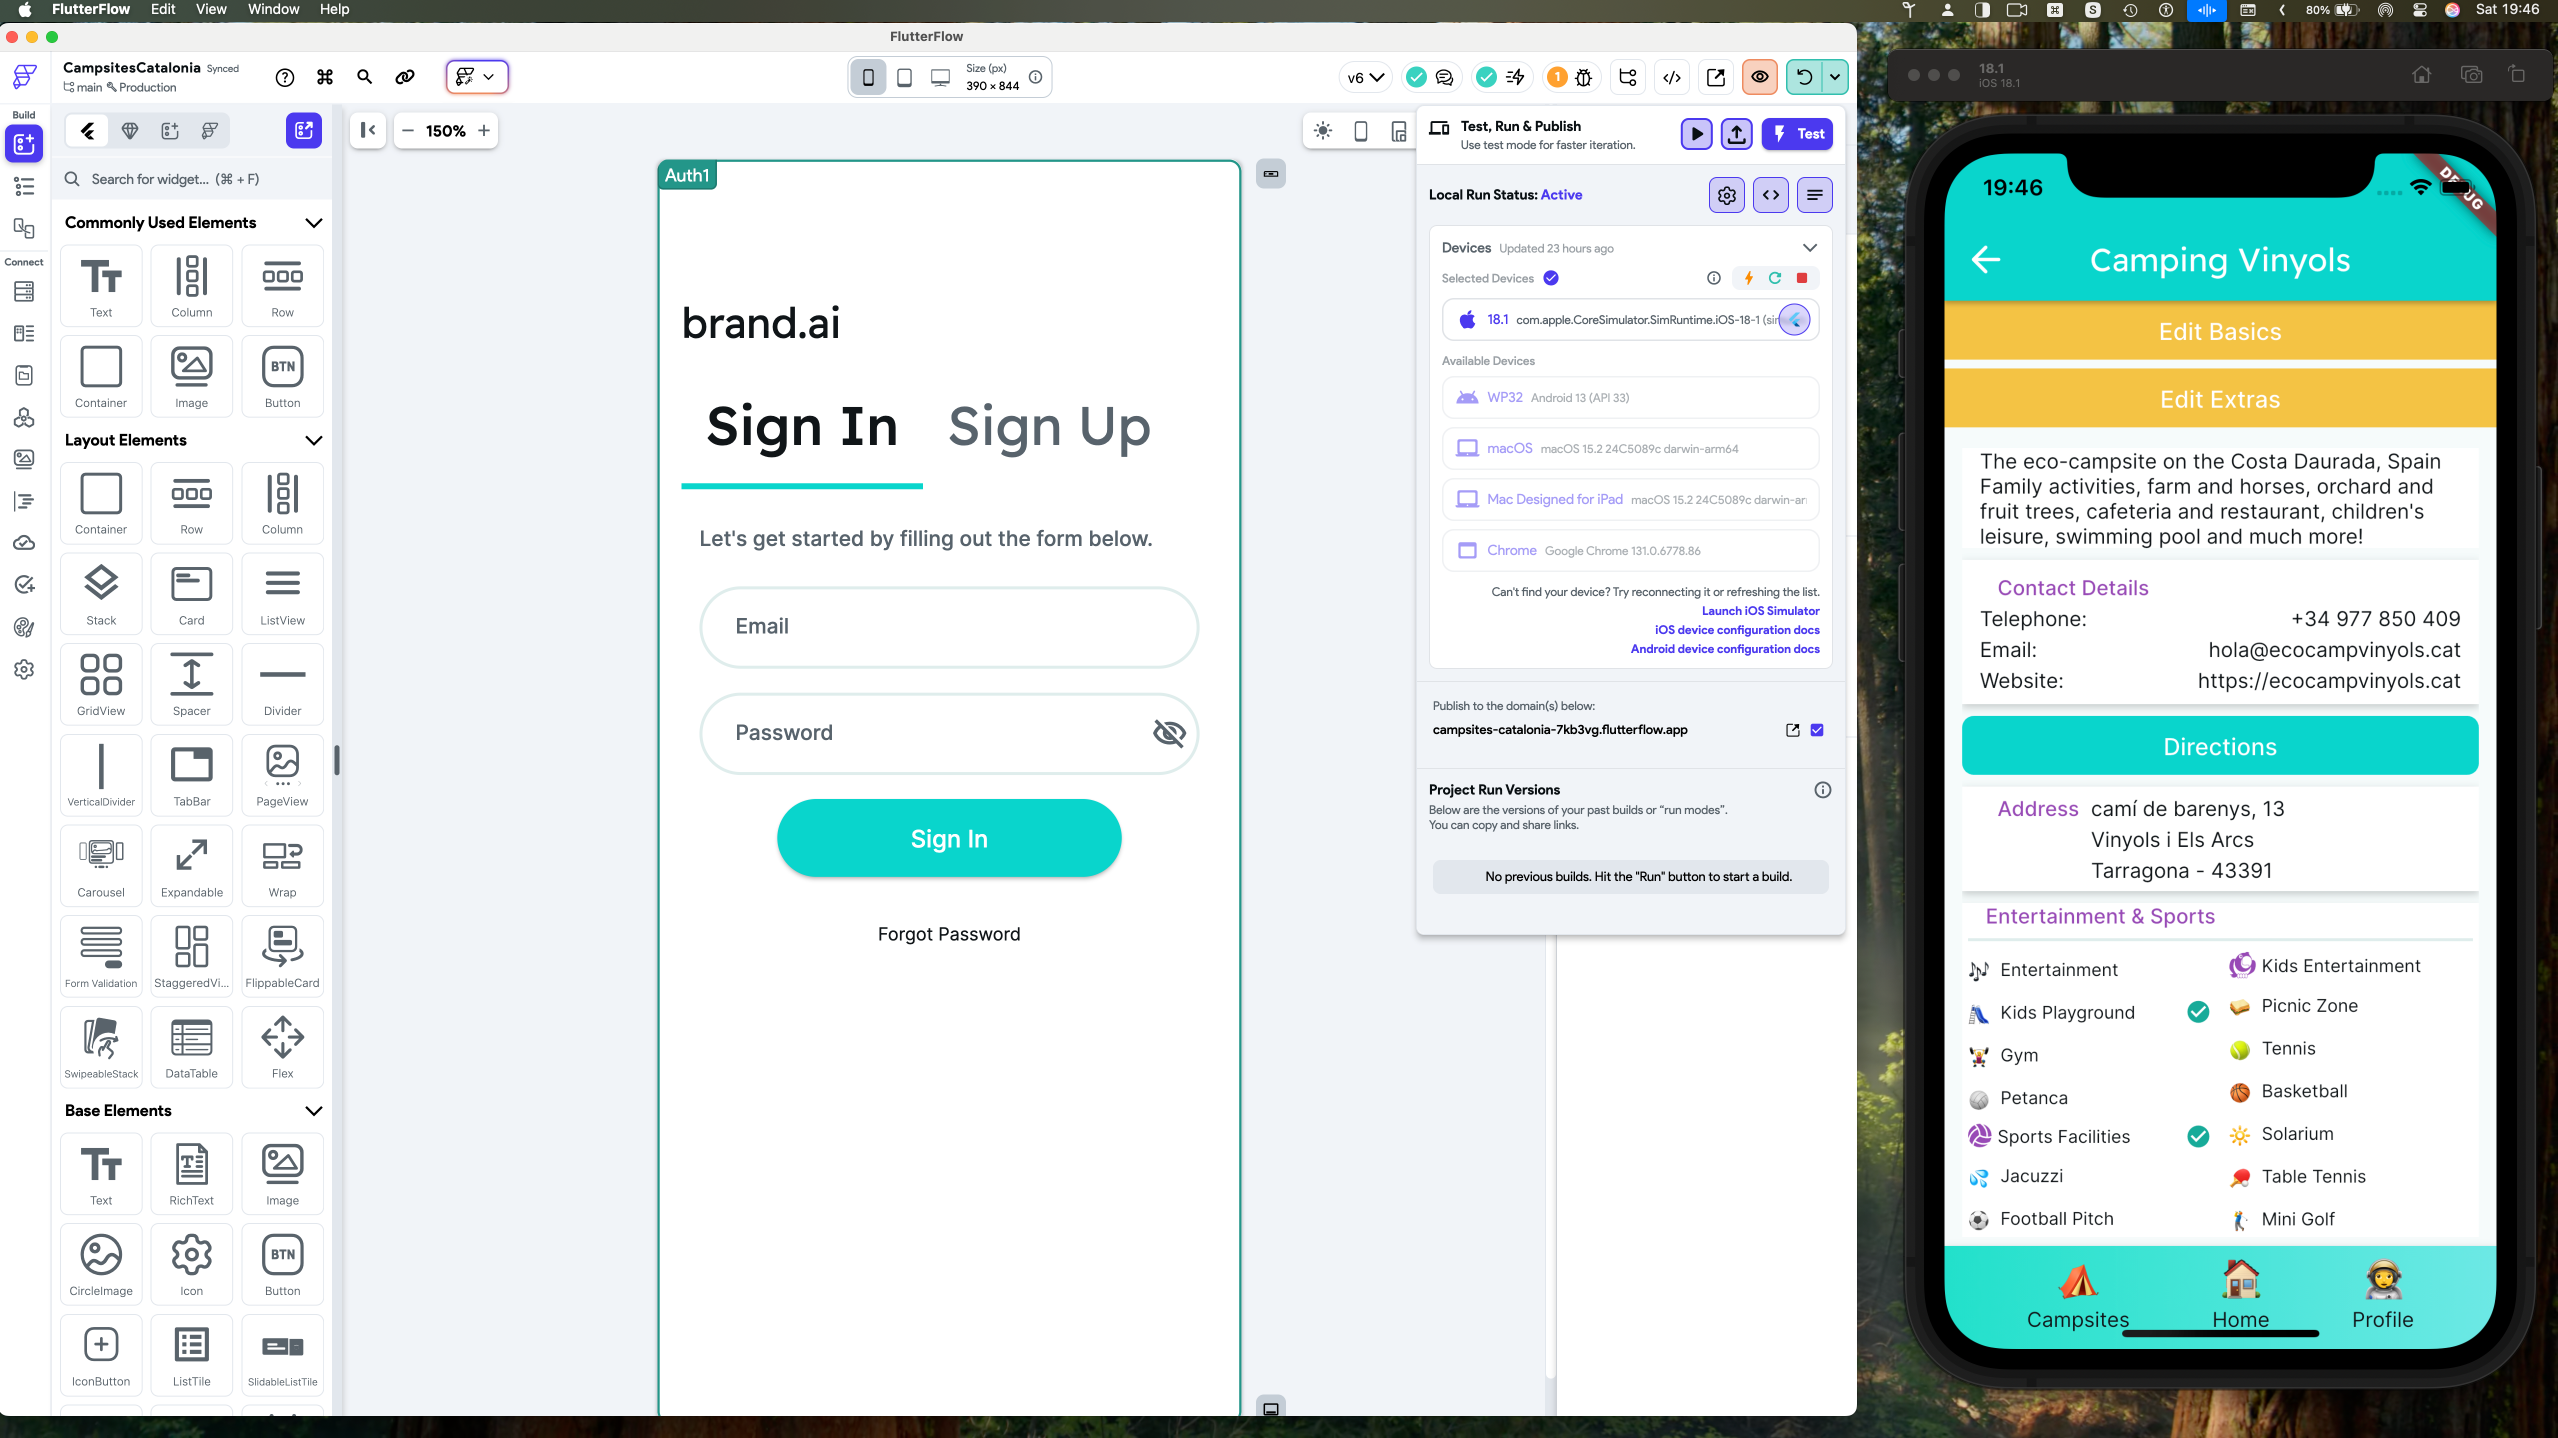 FlutterFlow Edit View Window Help
80% Sat 19:46
FlutterFlow
CampsitesCatalonia Synced
main Production
Size (px)
390 × 844
v6
1
Build
Connect
Search for widget... (⌘ + F)
Commonly Used Elements
Text Column Row
BTN
Container Image Button
Layout Elements
Container Row Column
Stack Card ListView
GridView Spacer Divider
VerticalDivider TabBar PageView
Carousel Expandable Wrap
Form Validation StaggeredVi... FlippableCard
SwipeableStack DataTable Flex
Base Elements
Text RichText Image
BTN
CircleImage Icon Button
IconButton ListTile SlidableListTile
150%
Auth1
brand.ai
Sign In Sign Up
Let's get started by filling out the form below.
Email
Password
Sign In
Forgot Password
Test, Run & Publish
Use test mode for faster iteration.
Test
Local Run Status: Active
Devices Updated 23 hours ago
Selected Devices
18.1 com.apple.CoreSimulator.SimRuntime.iOS-18-1 (sim
Available Devices
WP32 Android 13 (API 33)
macOS macOS 15.2 24C5089c darwin-arm64
Mac Designed for iPad macOS 15.2 24C5089c darwin-ar
Chrome Google Chrome 131.0.6778.86
Can't find your device? Try reconnecting it or refreshing the list.
Launch iOS Simulator
iOS device configuration docs
Android device configuration docs
Publish to the domain(s) below:
campsites-catalonia-7kb3vg.flutterflow.app
Project Run Versions
Below are the versions of your past builds or “run modes”.
You can copy and share links.
No previous builds. Hit the "Run" button to start a build.
18.1
iOS 18.1
19:46
Camping Vinyols
Edit Basics
Edit Extras
The eco-campsite on the Costa Daurada, Spain
Family activities, farm and horses, orchard and
fruit trees, cafeteria and restaurant, children's
leisure, swimming pool and much more!
Contact Details
Telephone: +34 977 850 409
Email: hola@ecocampvinyols.cat
Website: https://ecocampvinyols.cat
Directions
Address camí de barenys, 13
Vinyols i Els Arcs
Tarragona - 43391
Entertainment & Sports
Entertainment Kids Entertainment
Kids Playground Picnic Zone
Gym Tennis
Petanca Basketball
Sports Facilities Solarium
Jacuzzi Table Tennis
Football Pitch Mini Golf
Campsites Home Profile